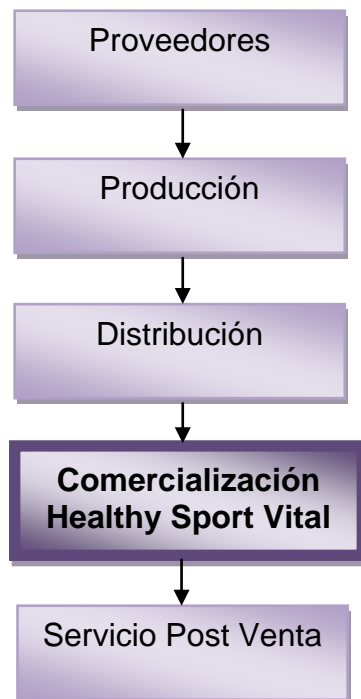 Proveedores
Producción
Distribución
Comercialización
Healthy Sport Vital
Servicio Post Venta